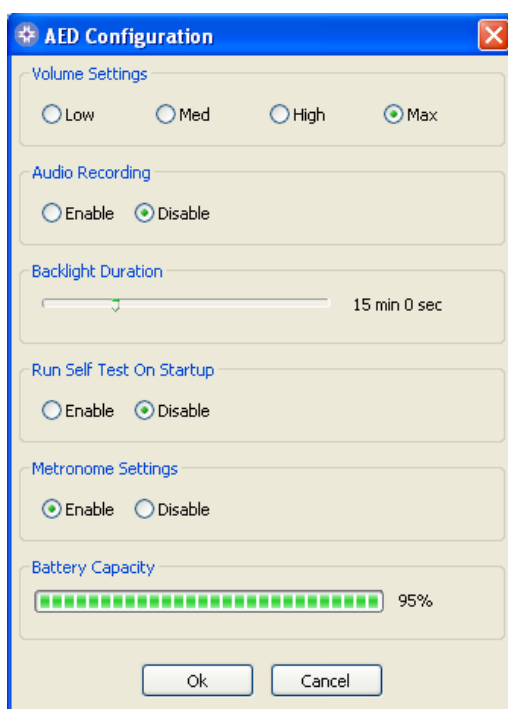 AED Configuration
Volume Settings
Low Med High Max
Audio Recording
Enable Disable
Backlight Duration
15 min 0 sec
Run Self Test On Startup
Enable Disable
Metronome Settings
Enable Disable
Battery Capacity
95%
Ok Cancel